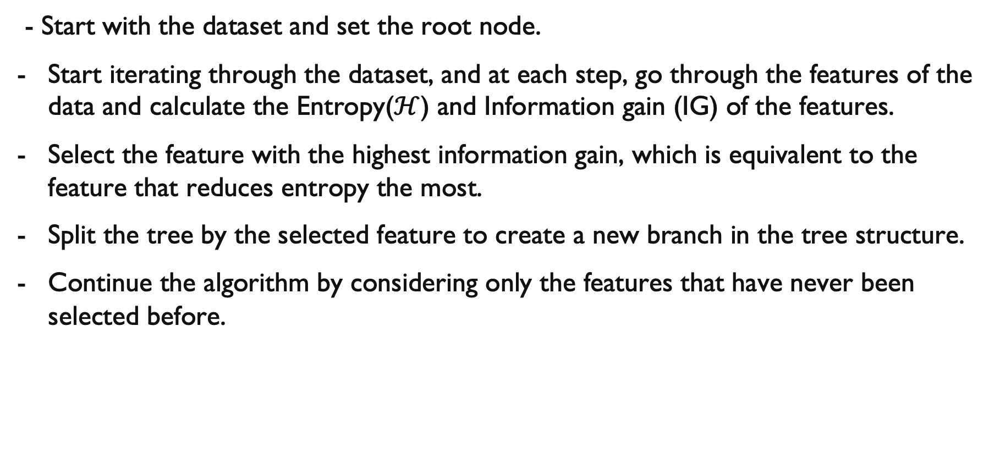 - Start with the dataset and set the root node.
- Start iterating through the dataset, and at each step, go through the features of the
data and calculate the Entropy(ℋ) and Information gain (IG) of the features.
- Select the feature with the highest information gain, which is equivalent to the
feature that reduces entropy the most.
- Split the tree by the selected feature to create a new branch in the tree structure.
- Continue the algorithm by considering only the features that have never been
selected before.